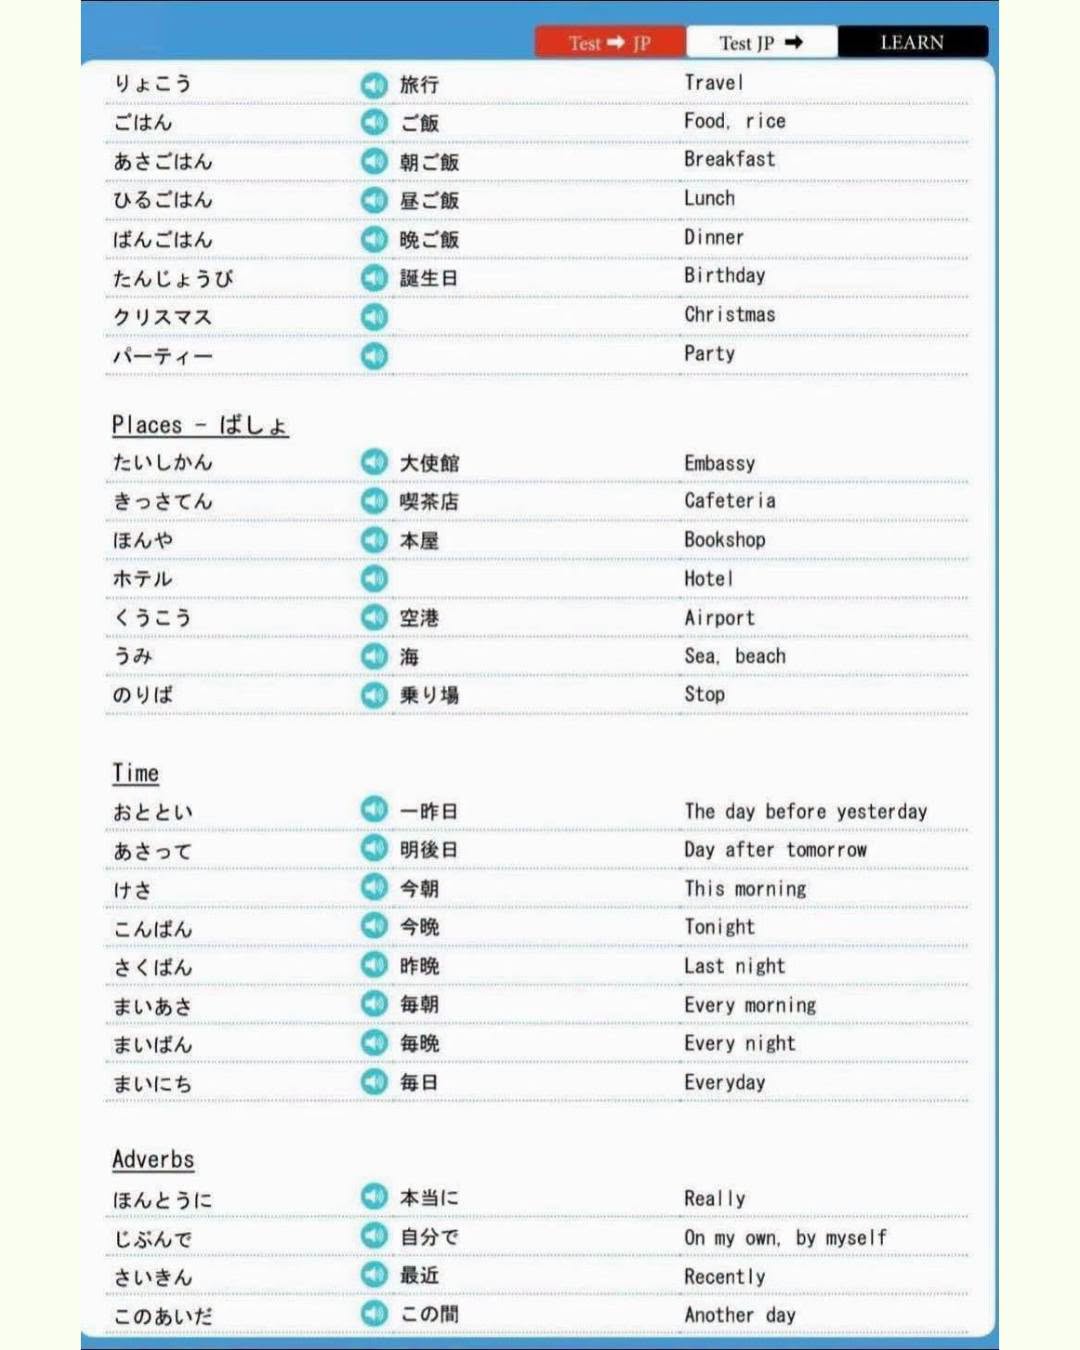 Test ➡ JP Test JP ➡ LEARN
りょこう 旅行 Travel
ごはん ご飯 Food, rice
あさごはん 朝ご飯 Breakfast
ひるごはん 昼ご飯 Lunch
ばんごはん 晩ご飯 Dinner
たんじょうび 誕生日 Birthday
クリスマス Christmas
パーティー Party
Places - ばしょ
たいしかん 大使館 Embassy
きっさてん 喫茶店 Cafeteria
ほんや 本屋 Bookshop
ホテル Hotel
くうこう 空港 Airport
うみ 海 Sea, beach
のりば 乗り場 Stop
Time
おととい 一昨日 The day before yesterday
あさって 明後日 Day after tomorrow
けさ 今朝 This morning
こんばん 今晩 Tonight
さくばん 昨晩 Last night
まいあさ 毎朝 Every morning
まいばん 毎晩 Every night
まいにち 毎日 Everyday
Adverbs
ほんとうに 本当に Really
じぶんで 自分で On my own, by myself
さいきん 最近 Recently
このあいだ この間 Another day